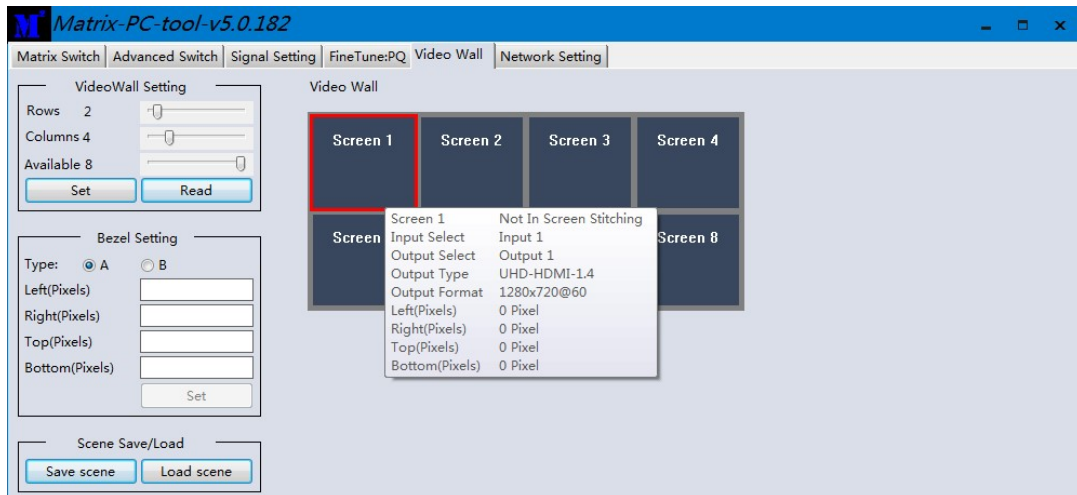 Matrix-PC-tool-v5.0.182
Matrix Switch Advanced Switch Signal Setting FineTune:PQ Video Wall Network Setting
VideoWall Setting
Rows 2
Columns 4
Available 8
Set Read
Bezel Setting
Type: A B
Left(Pixels)
Right(Pixels)
Top(Pixels)
Bottom(Pixels)
Set
Scene Save/Load
Save scene Load scene
Video Wall
Screen 1 Screen 2 Screen 3 Screen 4
Screen Screen 8
Screen 1 Not In Screen Stitching
Input Select Input 1
Output Select Output 1
Output Type UHD-HDMI-1.4
Output Format 1280x720@60
Left(Pixels) 0 Pixel
Right(Pixels) 0 Pixel
Top(Pixels) 0 Pixel
Bottom(Pixels) 0 Pixel